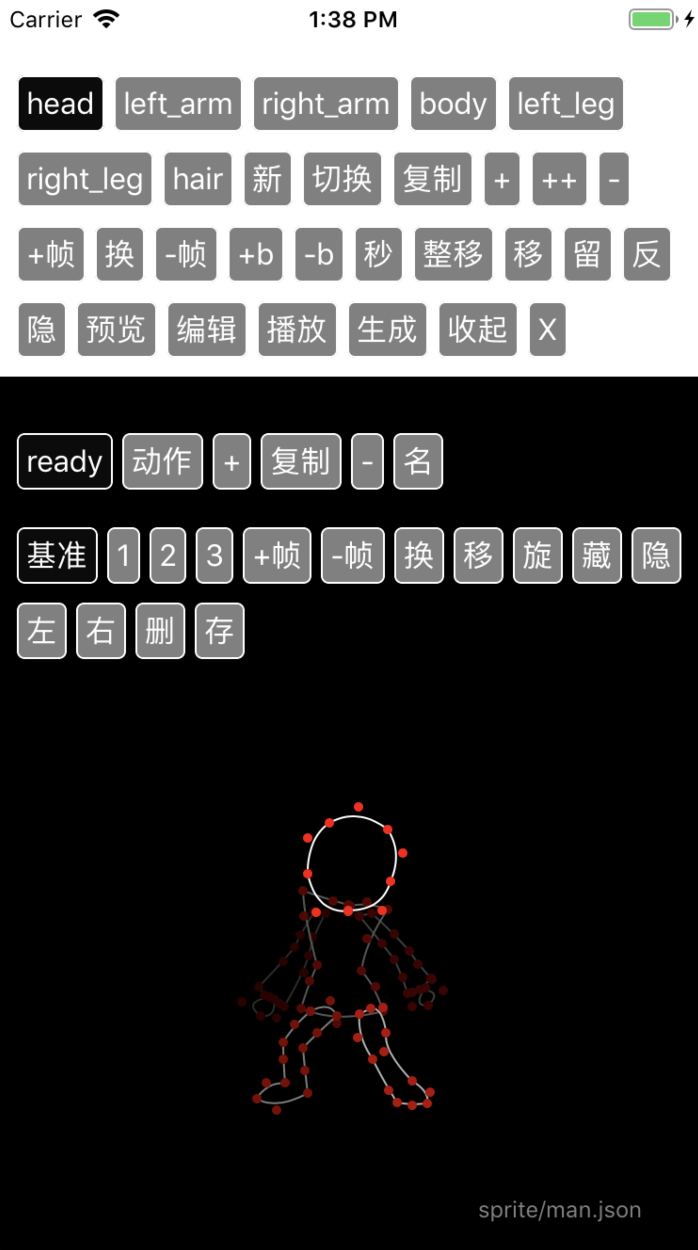 Carrier 1:38 PM
head left_arm right_arm body left_leg
right_leg hair 新 切换 复制 + ++ -
+帧 换 -帧 +b -b 秒 整移 移 留 反
隐 预览 编辑 播放 生成 收起 X
ready 动作 + 复制 - 名
基准 1 2 3 +帧 -帧 换 移 旋 藏 隐
左 右 删 存
sprite/man.json